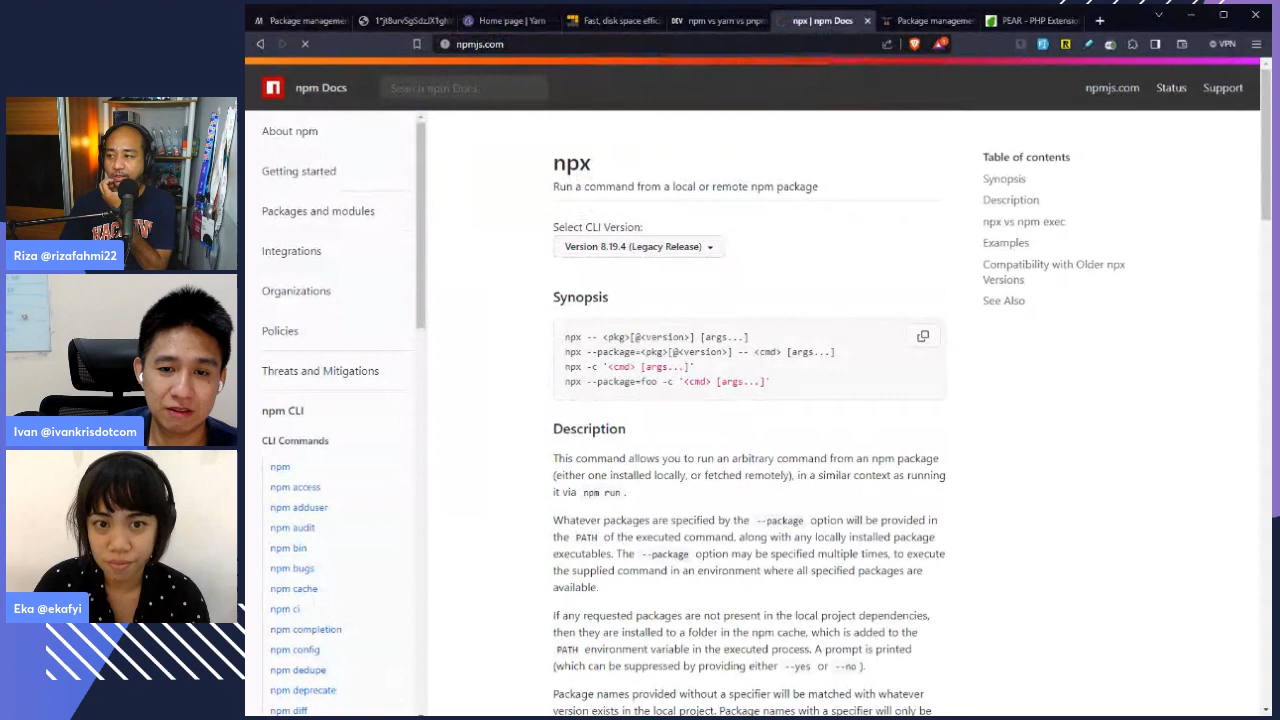 Package managemen
1*jtBurvSgSdzJX1gh
Home page | Yarn
Fast, disk space effici
DEV npm vs yarn vs pnpm
npx | npm Docs
Package manageme
PEAR - PHP Extensio
npmjs.com
VPN
npm Docs
Search npm Docs
npmjs.com
Status
Support
About npm
Getting started
Packages and modules
Integrations
Organizations
Policies
Threats and Mitigations
npm CLI
CLI Commands
npm
npm access
npm adduser
npm audit
npm bin
npm bugs
npm cache
npm ci
npm completion
npm config
npm dedupe
npm deprecate
npm diff
npx
Run a command from a local or remote npm package
Select CLI Version:
Version 8.19.4 (Legacy Release)
Synopsis
npx -- <pkg>[@<version>] [args...]
npx --package=<pkg>[@<version>] -- <cmd> [args...]
npx -c '<cmd> [args...]'
npx --package=foo -c '<cmd> [args...]'
Description
This command allows you to run an arbitrary command from an npm package
(either one installed locally, or fetched remotely), in a similar context as running
it via npm run .
Whatever packages are specified by the --package option will be provided in
the PATH of the executed command, along with any locally installed package
executables. The --package option may be specified multiple times, to execute
the supplied command in an environment where all specified packages are
available.
If any requested packages are not present in the local project dependencies,
then they are installed to a folder in the npm cache, which is added to the
PATH environment variable in the executed process. A prompt is printed
(which can be suppressed by providing either --yes or --no ).
Package names provided without a specifier will be matched with whatever
version exists in the local project. Package names with a specifier will only be
Table of contents
Synopsis
Description
npx vs npm exec
Examples
Compatibility with Older npx
Versions
See Also
Riza @rizafahmi22
Ivan @ivankrisdotcom
Eka @ekafyi